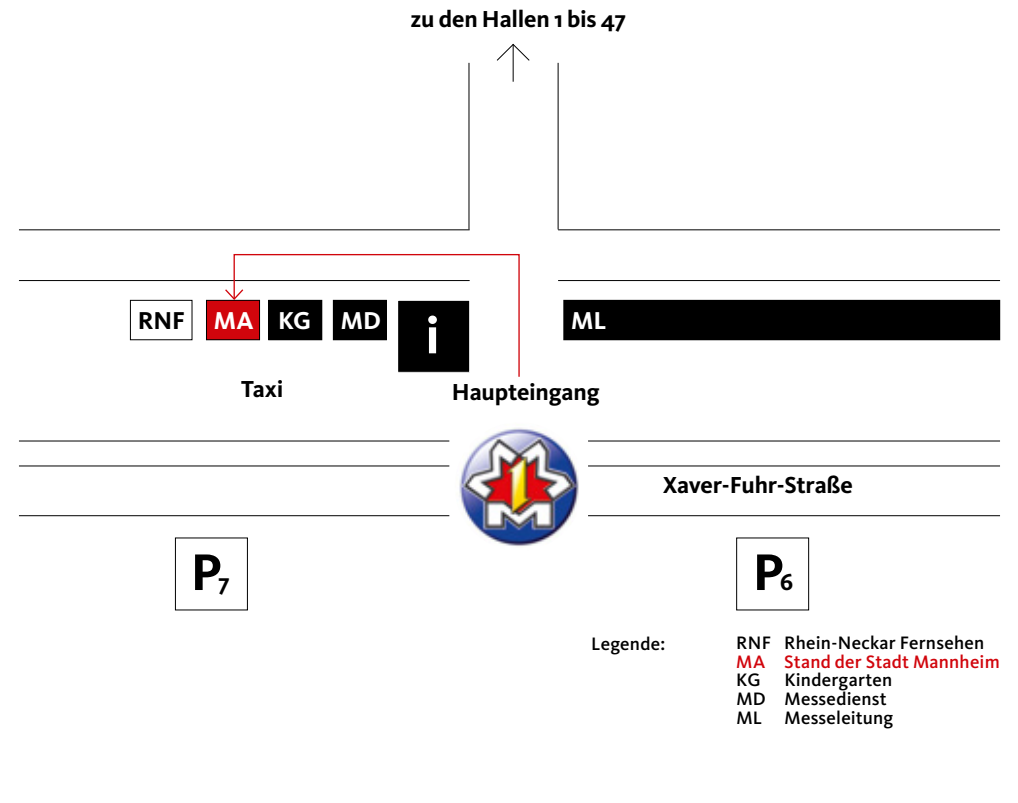 zu den Hallen 1 bis 47
RNF MA KG MD i ML
Taxi
Haupteingang
M 1 M
Xaver-Fuhr-Straße
P7 P6
Legende:
RNF Rhein-Neckar Fernsehen
MA Stand der Stadt Mannheim
KG Kindergarten
MD Messedienst
ML Messeleitung